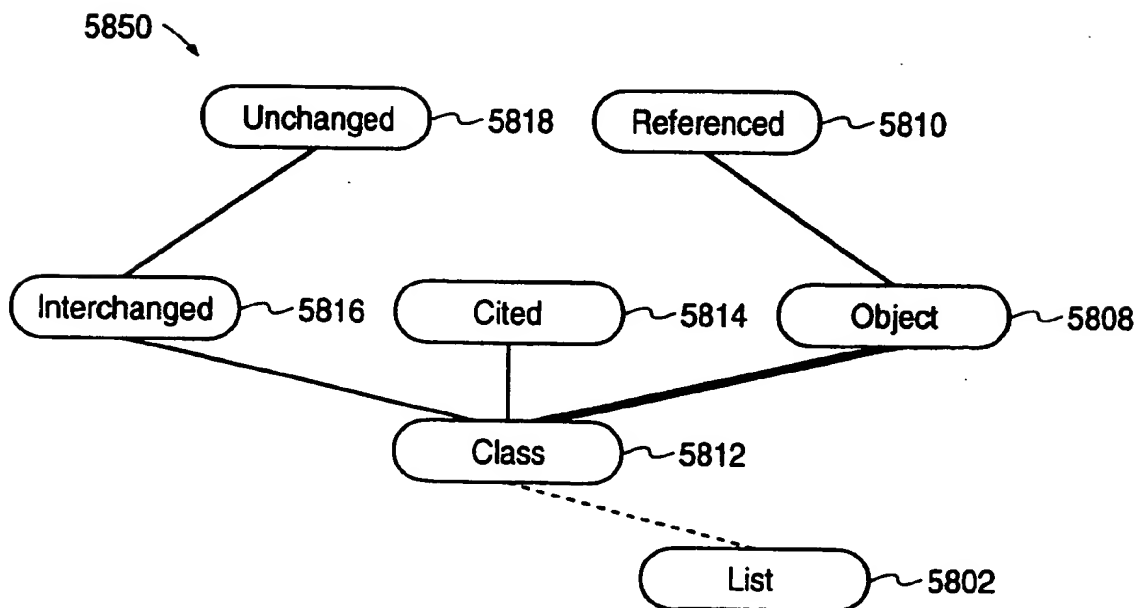 5850
Unchanged 5818
Referenced 5810
Interchanged 5816
Cited 5814
Object 5808
Class 5812
List 5802